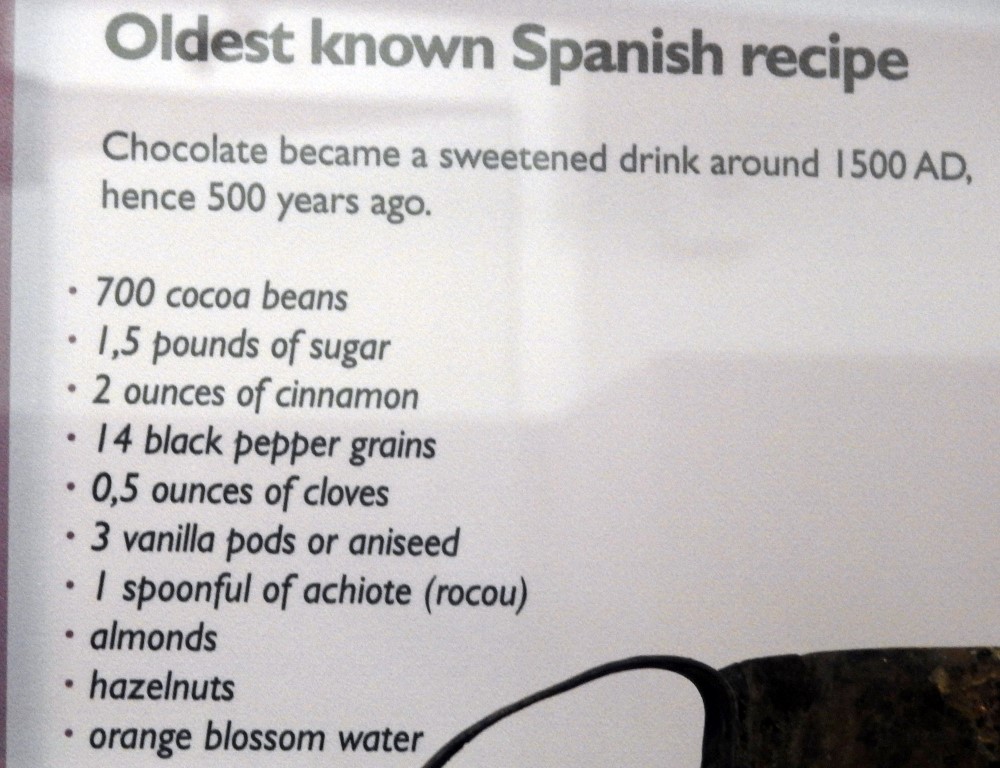 Oldest known Spanish recipe
Chocolate became a sweetened drink around 1500 AD,
hence 500 years ago.
• 700 cocoa beans
• 1,5 pounds of sugar
• 2 ounces of cinnamon
• 14 black pepper grains
• 0,5 ounces of cloves
• 3 vanilla pods or aniseed
• 1 spoonful of achiote (rocou)
• almonds
• hazelnuts
• orange blossom water